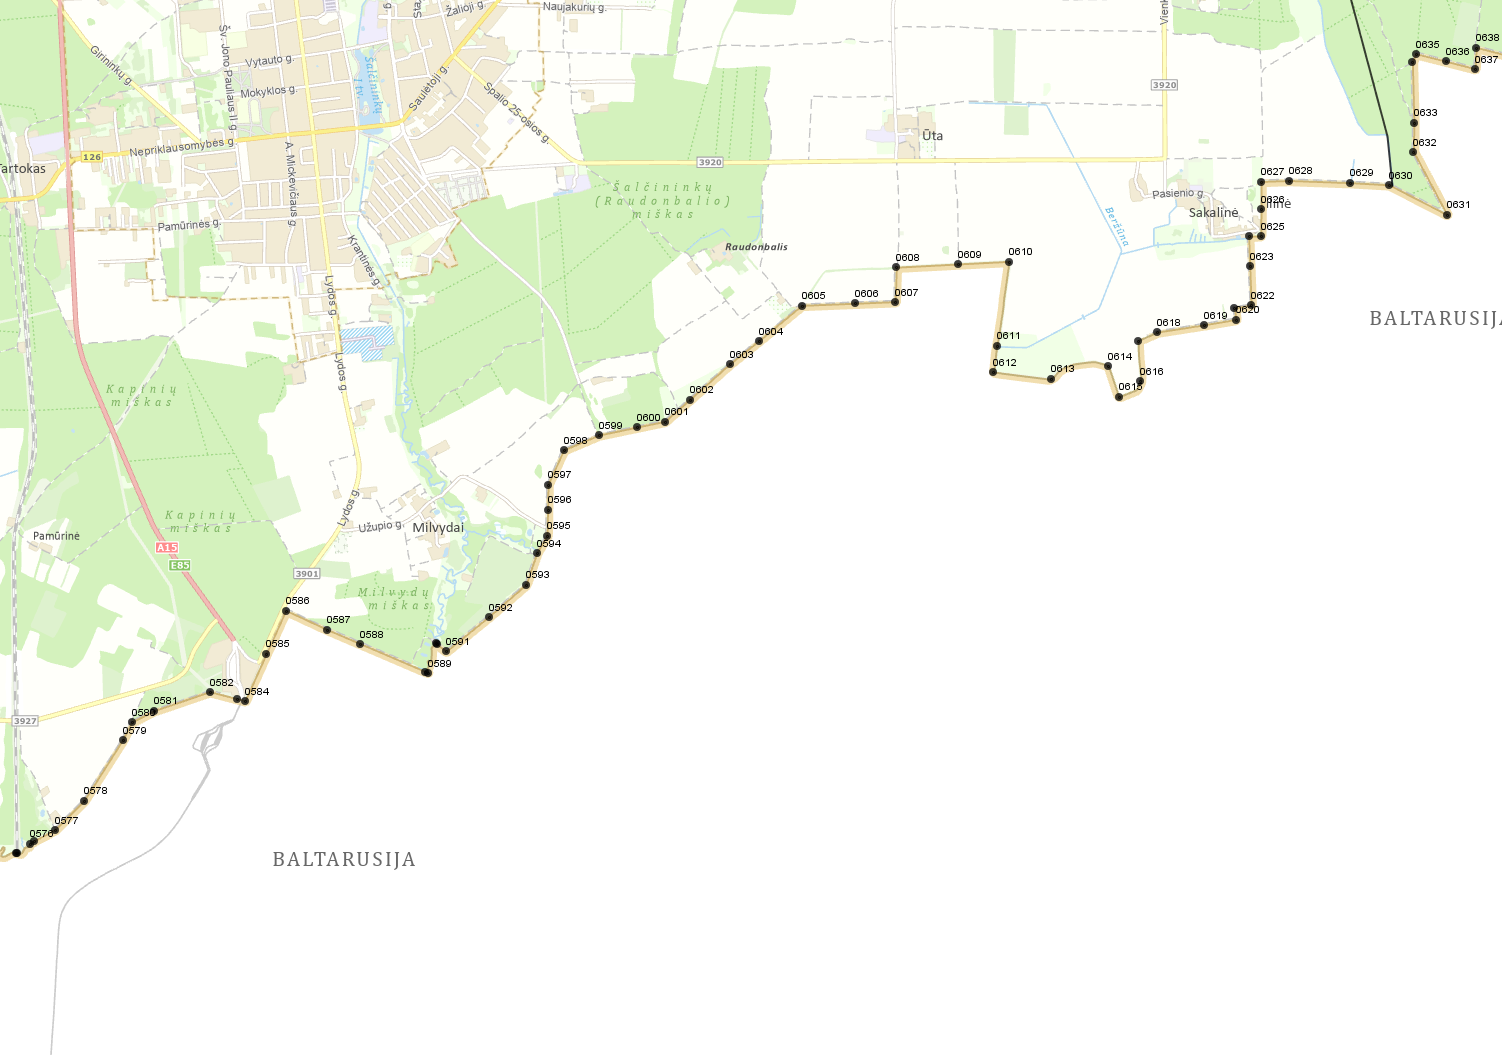 Žalioji g.
Naujakurių g.
Girininkų g.
Šv. Jono Pauliaus II g.
Vytauto g.
Mokyklos g.
Šalčininkų
I tv.
Saulėtoji g.
Spalio 25-osios g.
3920
0635
0636
0638
0637
126
Nepriklausomybės g.
A. Mickevičiaus g.
3920
Ūta
0633
0632
Šalčininkų
(Raudonbalio)
miškas
Pamūrinės g.
Krantinės g.
Raudonbalis
Beržūna
Pasienio g.
Sakalinė
0627
0628
0629
0630
0631
0626
0625
0623
0622
0620
0619
0618
0608
0609
0610
0607
0606
0605
0604
0603
0602
0601
0600
0599
0598
0597
0596
0595
0594
0593
0592
0591
0589
0588
0587
0586
0585
0584
0582
0581
0580
0579
0578
0577
0576
0611
0612
0613
0614
0615
0616
BALTARUSIJA
Lydos g.
Lydos g.
Lydos g.
Kapinių
miškas
Kapinių
miškas
Pamūrinė
A15
E85
Užupio g.
Milvydai
3901
Milvydų
miškas
3927
BALTARUSIJA